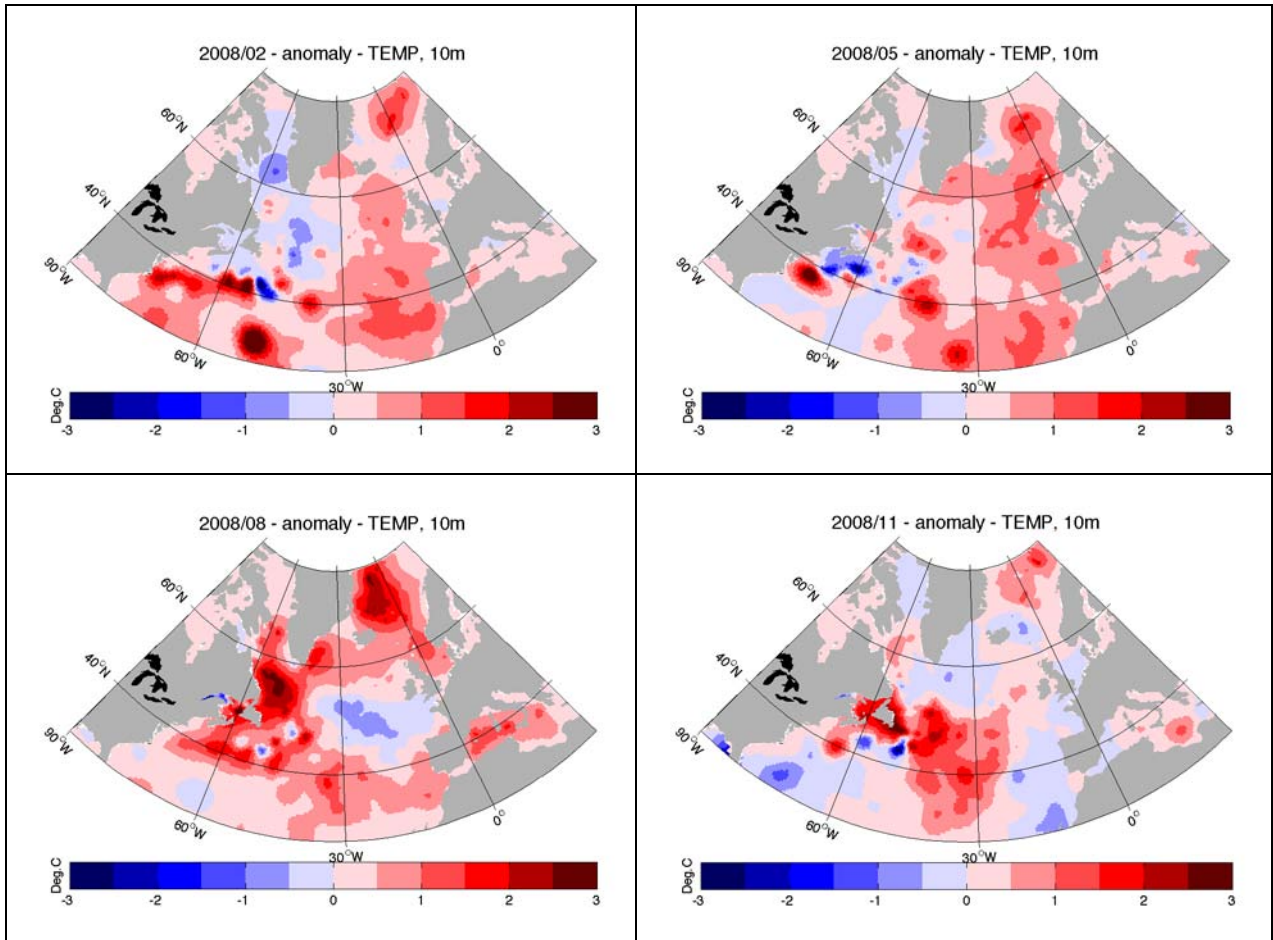 2008/02 - anomaly - TEMP, 10m
60°N
40°N
90°W
60°W
30°W
0°
Deg.C
-3 -2 -1 0 1 2 3
2008/05 - anomaly - TEMP, 10m
60°N
40°N
90°W
60°W
30°W
0°
Deg.C
-3 -2 -1 0 1 2 3
2008/08 - anomaly - TEMP, 10m
60°N
40°N
90°W
60°W
30°W
0°
Deg.C
-3 -2 -1 0 1 2 3
2008/11 - anomaly - TEMP, 10m
60°N
40°N
90°W
60°W
30°W
0°
Deg.C
-3 -2 -1 0 1 2 3